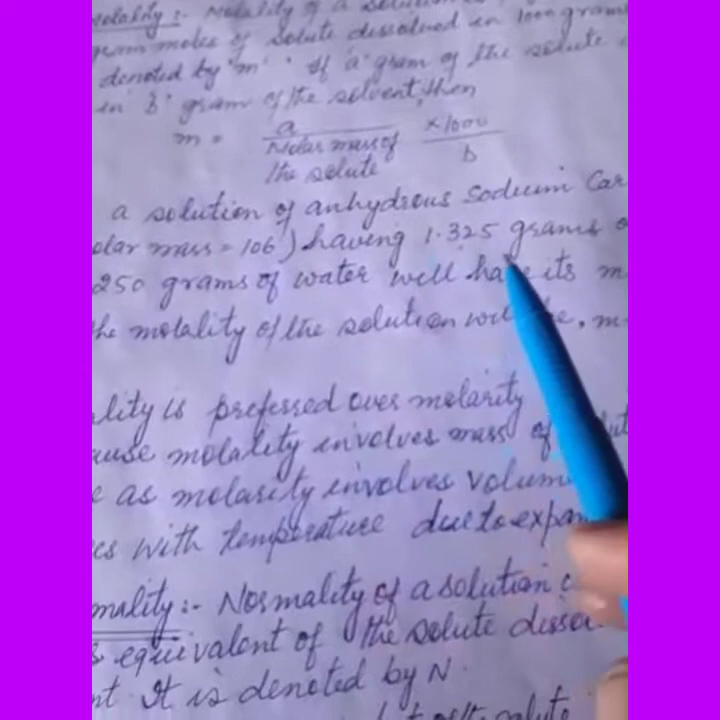 Molality :- Molality of a solution
gram moles of solute dissolved in 1000 grams
denoted by "m" . If 'a' gram of the solute
in 'b' gram of the solvent, then
m = a / Molar mass of the solute × 1000 / b
a solution of anhydrous Sodium Car
olar mass = 106) having 1.325 grams o
250 grams of water will have its m
the molality of the solution will be, m
ality is preferred over molarity
ause molality involves mass of
e as molarity involves volum
es with temperature due to expan
mality :- Normality of a solution
s equivalent of the solute dissol
nt It is denoted by N.